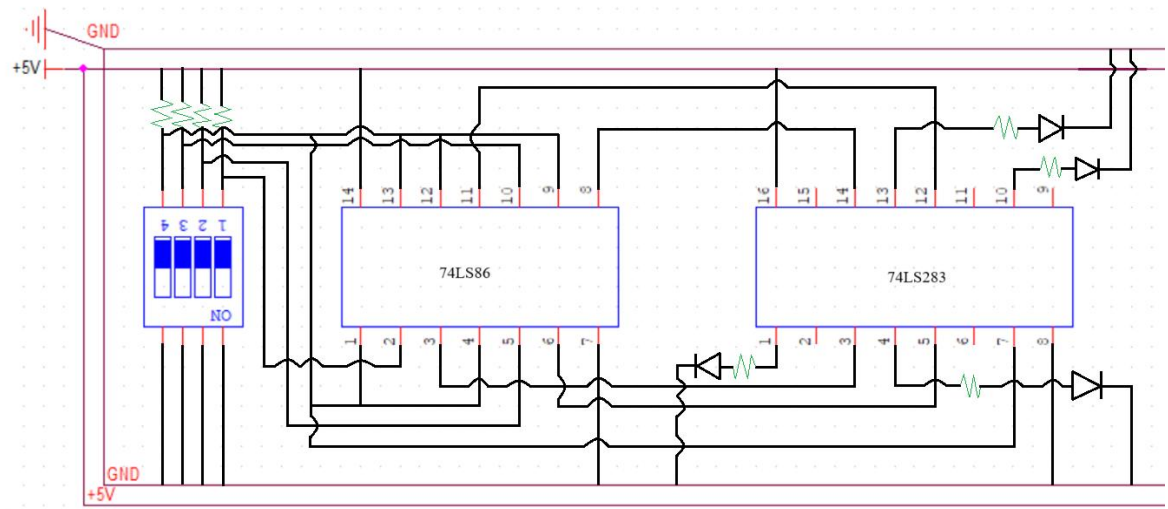 GND
+5V
14 13 12 11 10 9 8
16 15 14 13 12 11 10 9
4 3 2 1
ON
74LS86
74LS283
1 2 3 4 5 6 7
1 2 3 4 5 6 7 8
GND
+5V